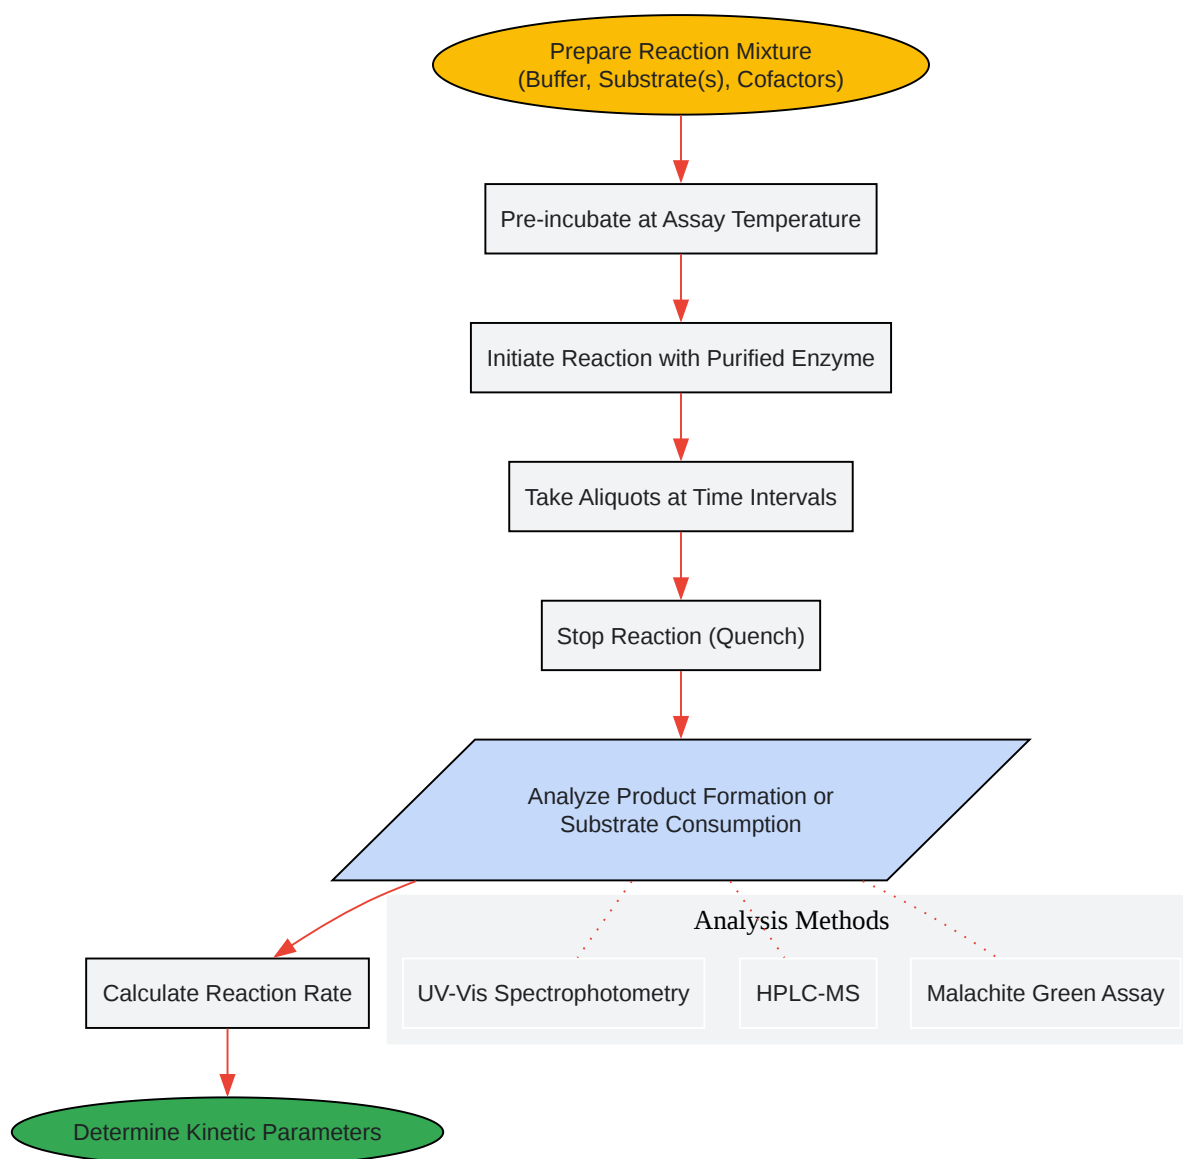 Prepare Reaction Mixture
(Buffer, Substrate(s), Cofactors)
Pre-incubate at Assay Temperature
Initiate Reaction with Purified Enzyme
Take Aliquots at Time Intervals
Stop Reaction (Quench)
Analyze Product Formation or
Substrate Consumption
Analysis Methods
Calculate Reaction Rate
UV-Vis Spectrophotometry
HPLC-MS
Malachite Green Assay
Determine Kinetic Parameters